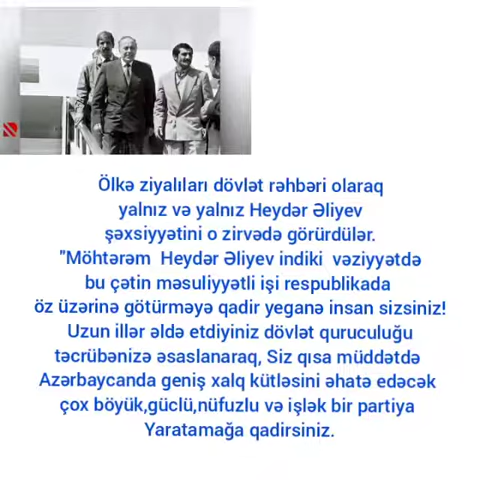 Ölkə ziyalıları dövlət rəhbəri olaraq
yalnız və yalnız Heydər Əliyev
şəxsiyyətini o zirvədə görürdülər.
"Möhtərəm Heydər Əliyev indiki vəziyyətdə
bu çətin məsuliyyətli işi respublikada
öz üzərinə götürməyə qadir yeganə insan sizsiniz!
Uzun illər əldə etdiyiniz dövlət quruculuğu
təcrübənizə əsaslanaraq, Siz qısa müddətdə
Azərbaycanda geniş xalq kütləsini əhatə edəcək
çox böyük,güclü,nüfuzlu və işlək bir partiya
Yaratamağa qadirsiniz.